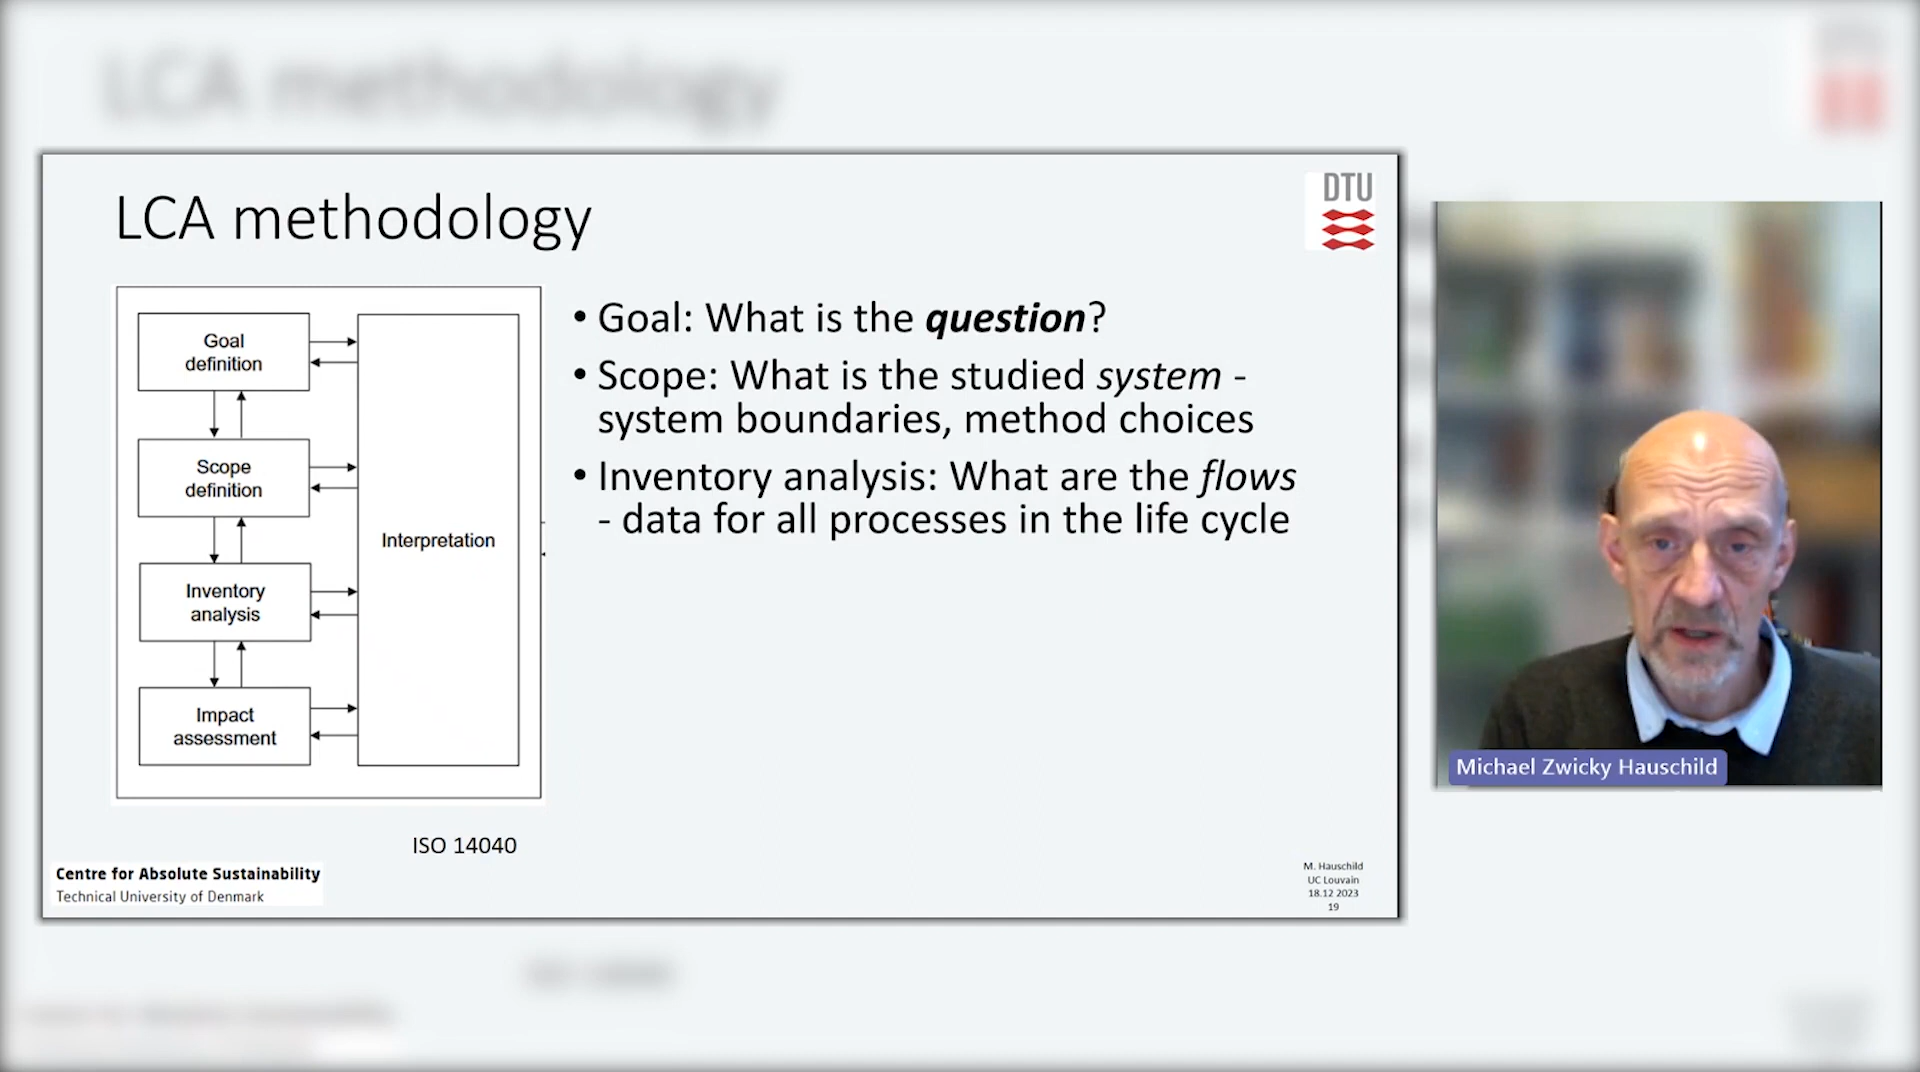 LCA methodology
LCA methodology
DTU
Goal
definition
Scope
definition
Inventory
analysis
Impact
assessment
Interpretation
ISO 14040
• Goal: What is the question?
• Scope: What is the studied system -
system boundaries, method choices
• Inventory analysis: What are the flows
- data for all processes in the life cycle
Centre for Absolute Sustainability
Technical University of Denmark
M. Hauschild
UC Louvain
18.12 2023
19
Michael Zwicky Hauschild